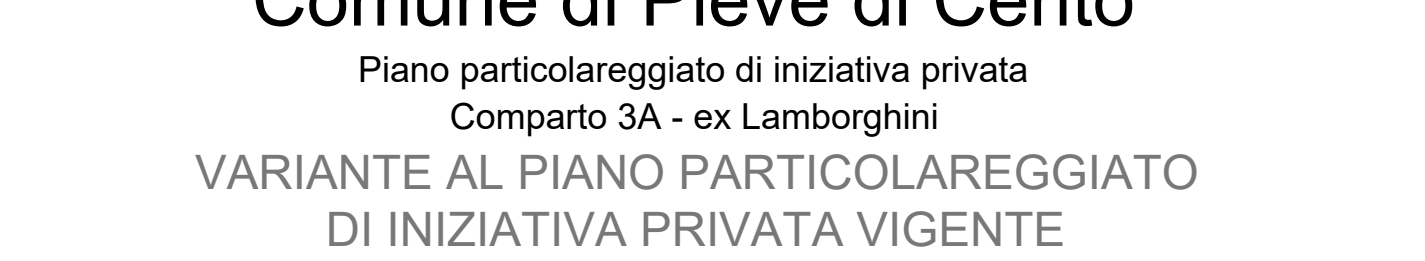 Comune di Pieve di Cento
Piano particolareggiato di iniziativa privata
Comparto 3A - ex Lamborghini
VARIANTE AL PIANO PARTICOLAREGGIATO
DI INIZIATIVA PRIVATA VIGENTE